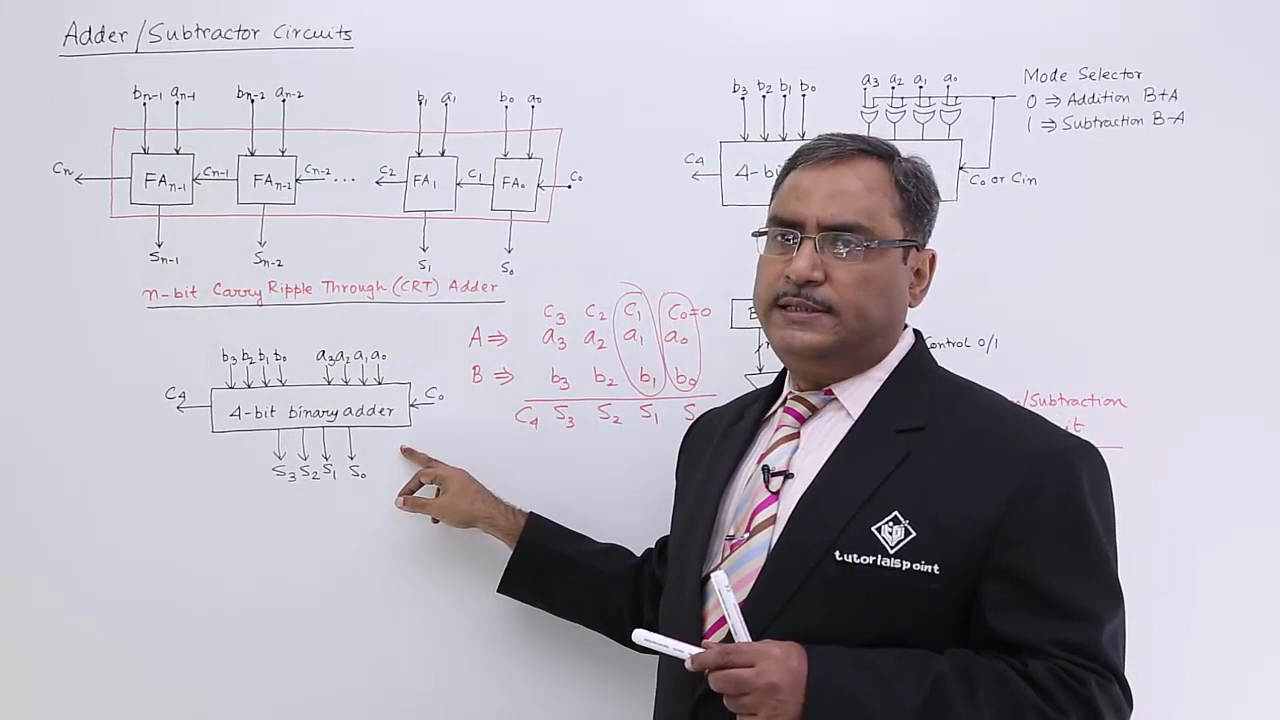 Adder/Subtractor Circuits
bn-1 an-1 bn-2 an-2 b1 a1 b0 a0
Cn FAn-1 Cn-1 FAn-2 Cn-2 ... C2 FA1 C1 FA0 C0
Sn-1 Sn-2 S1 S0
n-bit Carry Ripple Through (CRT) Adder
b3 b2 b1 b0 a3 a2 a1 a0
C4 4-bit binary adder C0
S3 S2 S1 S0
C3 C2 C1 C0=0
A ⇒ a3 a2 a1 a0
B ⇒ b3 b2 b1 b0
C4 S3 S2 S1 S
b3 b2 b1 b0 a3 a2 a1 a0
Mode Selector
0 ⇒ Addition B+A
1 ⇒ Subtraction B-A
C4 4-bi
C0 or Cin
B
Control 0/1
n/Subtraction
it
tutorialspoint